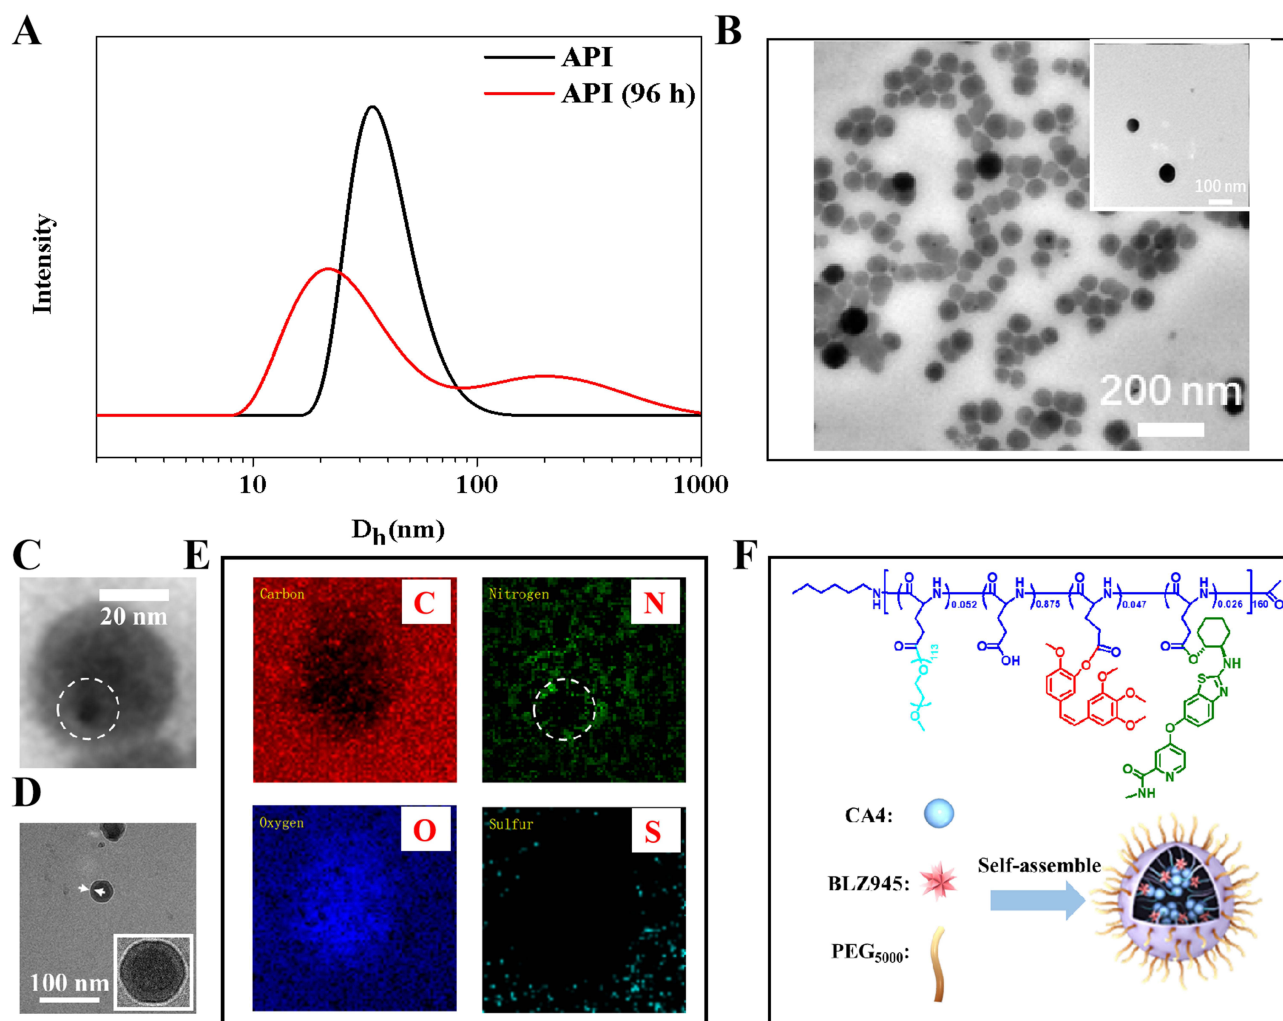 A
API
API (96 h)
Intensity
10
100
1000
Dh(nm)
B
100 nm
200 nm
C
20 nm
D
100 nm
E
Carbon
C
Nitrogen
N
Oxygen
O
Sulfur
S
F
N
H
O
H
N
0.052
O
H
N
0.875
O
H
N
0.047
O
H
N
0.026
160
O
O
113
O
O
O
OH
O
O
O
O
O
O
O
O
NH
S
N
O
N
O
NH
CA4:
BLZ945:
PEG5000:
Self-assemble